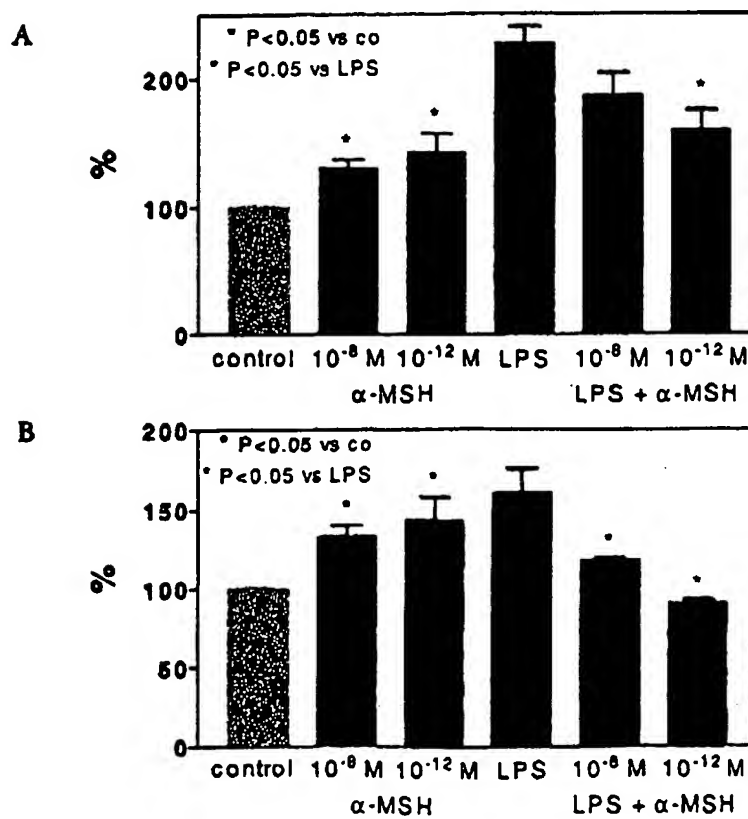 A
* P<0.05 vs co
* P<0.05 vs LPS
200
100
0
%
* * *
control 10⁻⁸ M 10⁻¹² M LPS 10⁻⁸ M 10⁻¹² M
α-MSH LPS + α-MSH
B
200
* P<0.05 vs co
* P<0.05 vs LPS
150
100
50
0
%
* * * *
control 10⁻⁸ M 10⁻¹² M LPS 10⁻⁸ M 10⁻¹² M
α-MSH LPS + α-MSH